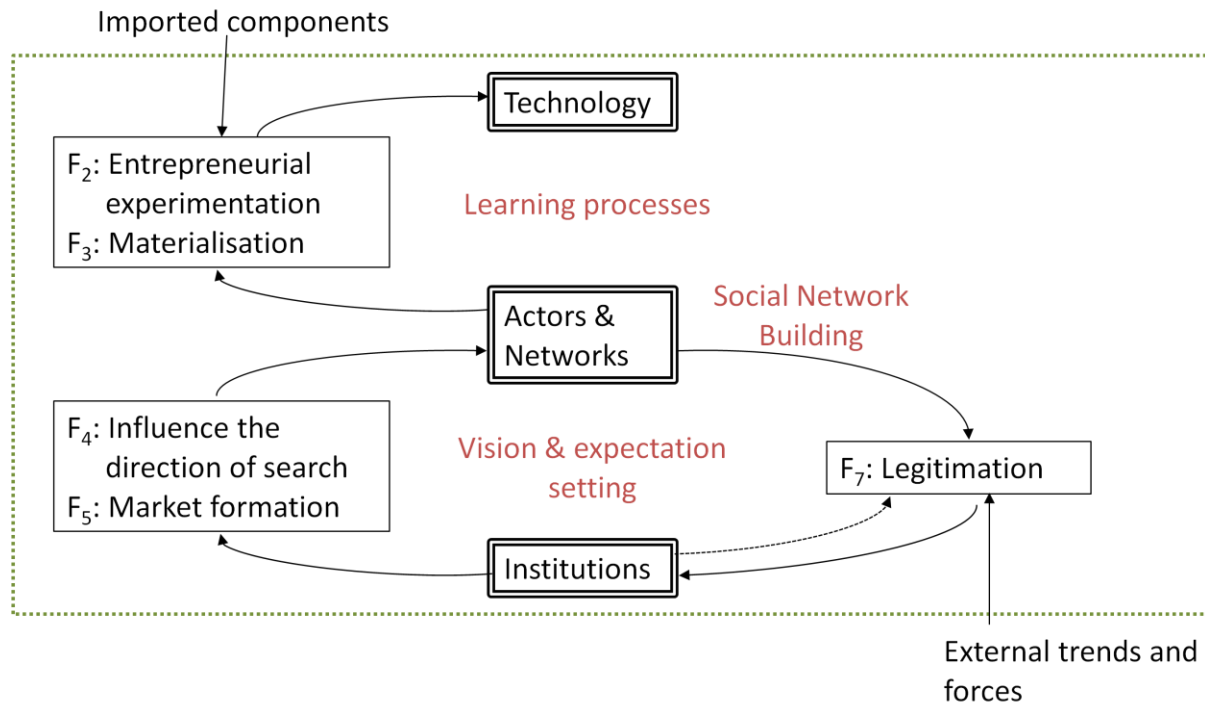 Imported components
Technology
F₂: Entrepreneurial
experimentation
F₃: Materialisation
Learning processes
Actors &
Networks
Social Network
Building
F₄: Influence the
direction of search
F₅: Market formation
Vision & expectation
setting
F₇: Legitimation
Institutions
External trends and
forces